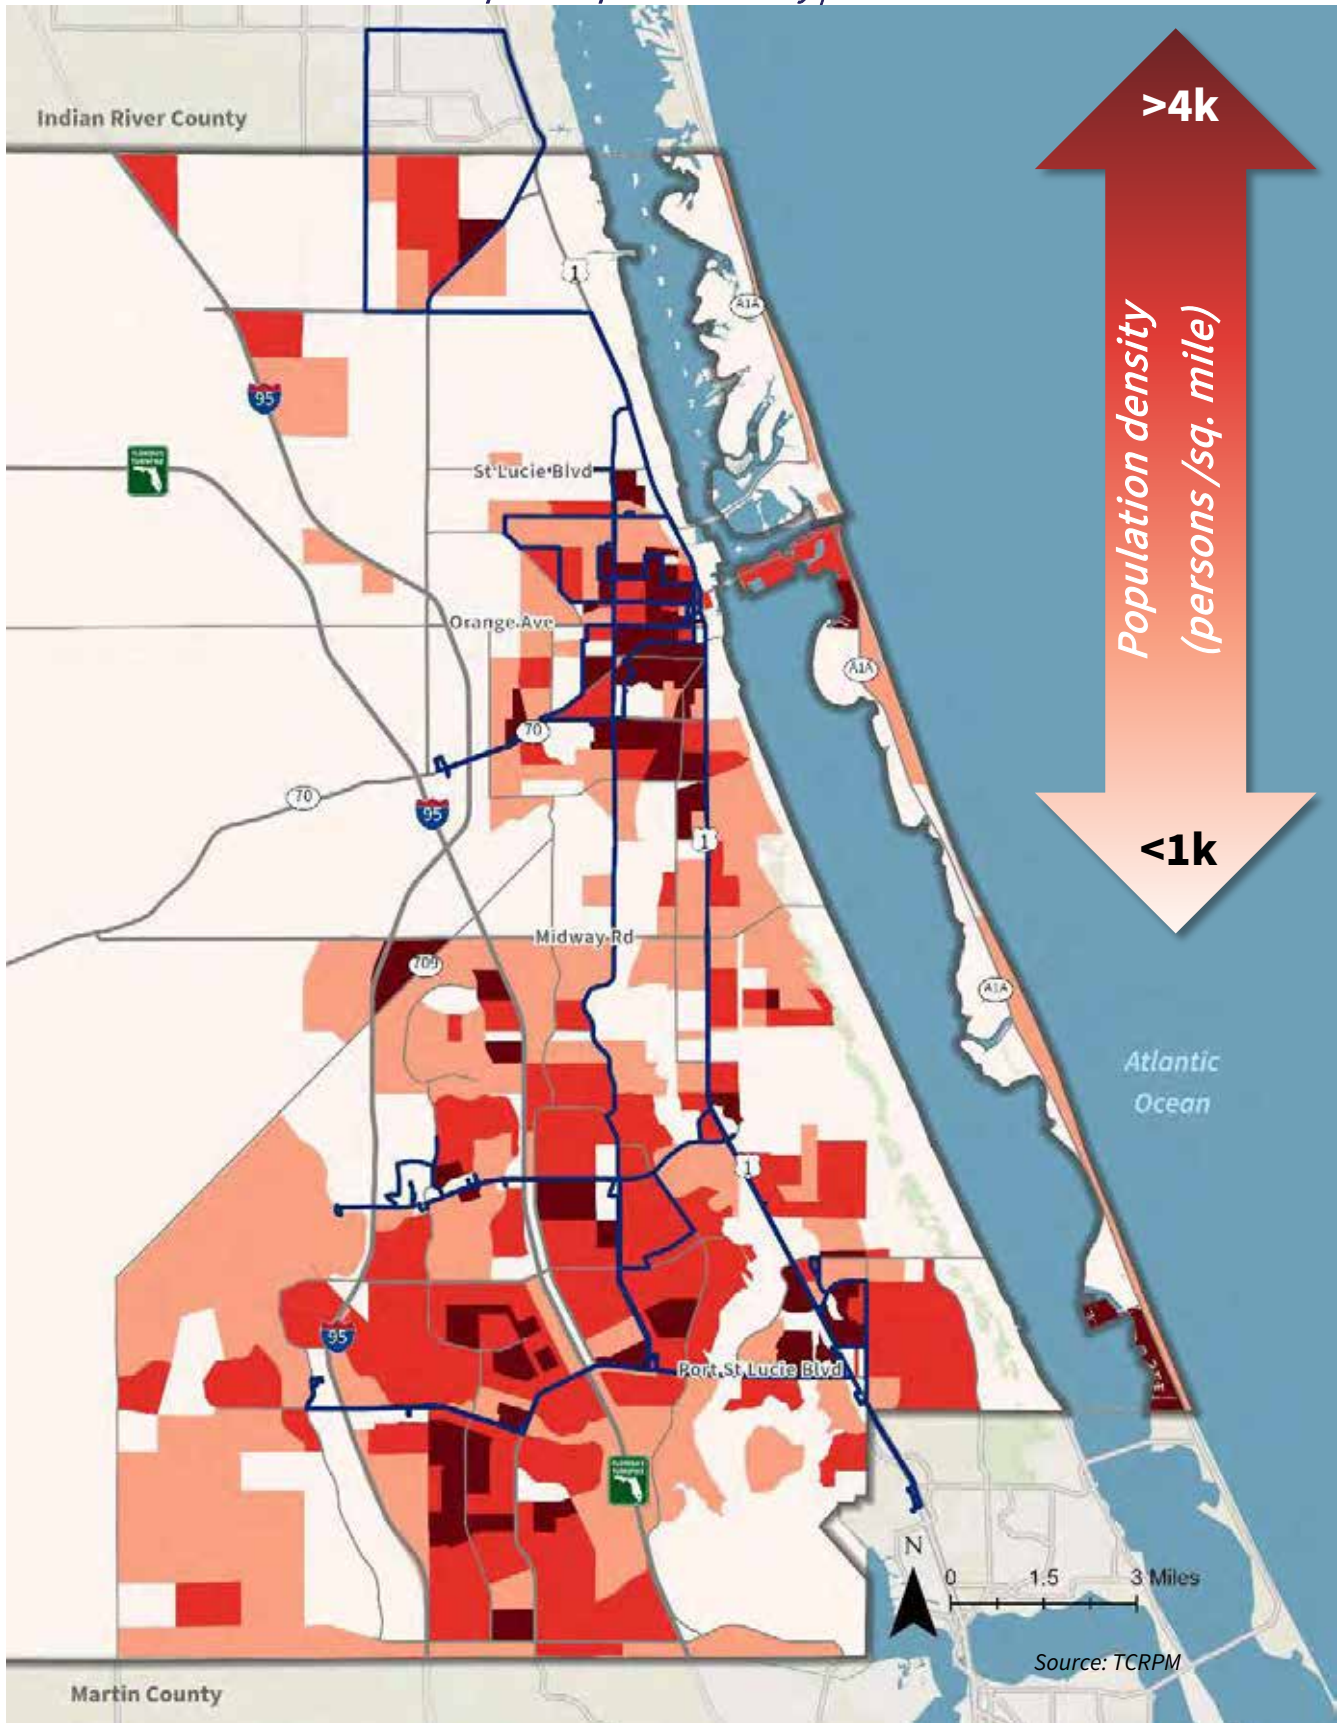 Indian River County
>4k
1
A1A
Population density
(persons /sq. mile)
95
St Lucie Blvd
Orange Ave
A1A
70
70
95
1
<1k
Midway Rd
709
A1A
Atlantic
Ocean
1
95
Port St Lucie Blvd
N
0 1.5 3 Miles
Source: TCRPM
Martin County